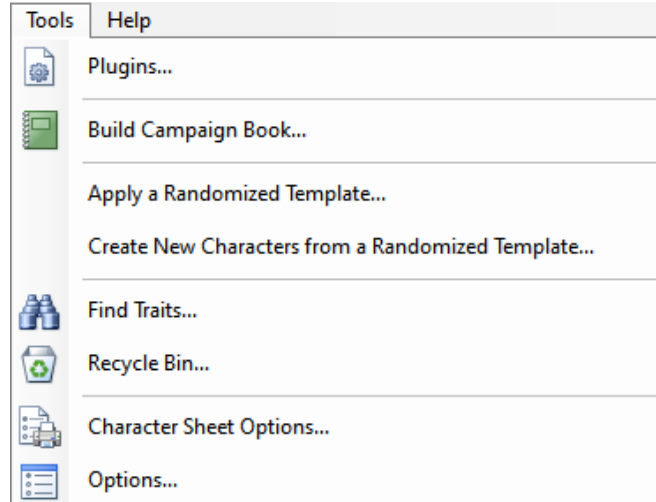 Tools Help
Plugins...
Build Campaign Book...
Apply a Randomized Template...
Create New Characters from a Randomized Template...
Find Traits...
Recycle Bin...
Character Sheet Options...
Options...